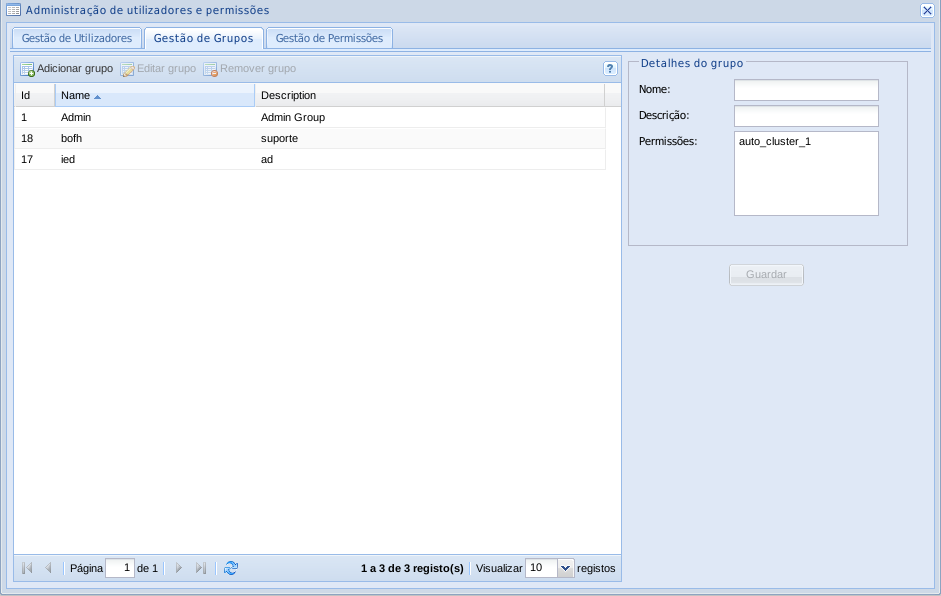 Administração de utilizadores e permissões
Gestão de Utilizadores Gestão de Grupos Gestão de Permissões
Adicionar grupo Editar grupo Remover grupo ?
Id Name Description
1 Admin Admin Group
18 bofh suporte
17 ied ad
Detalhes do grupo
Nome:
Descrição:
Permissões: auto_cluster_1
Guardar
Página 1 de 1 1 a 3 de 3 registo(s) Visualizar 10 registos